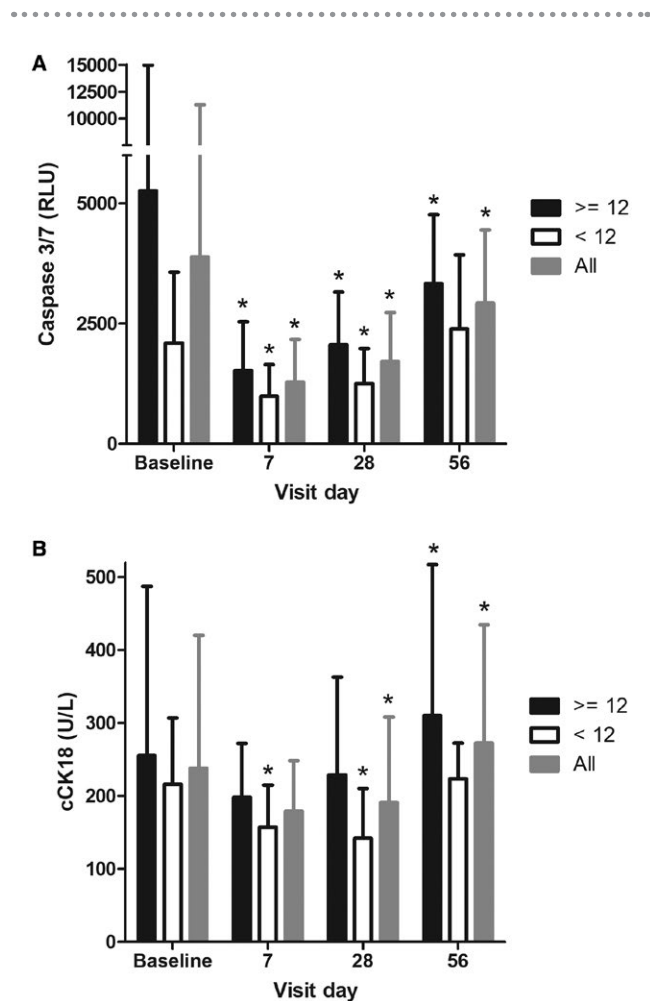 A
15000
12500
10000
5000
2500
0
Caspase 3/7 (RLU)
* * * * * * * *
>= 12
< 12
All
Baseline 7 28 56
Visit day
B
500
400
300
200
100
0
cCK18 (U/L)
* * * * *
>= 12
< 12
All
Baseline 7 28 56
Visit day